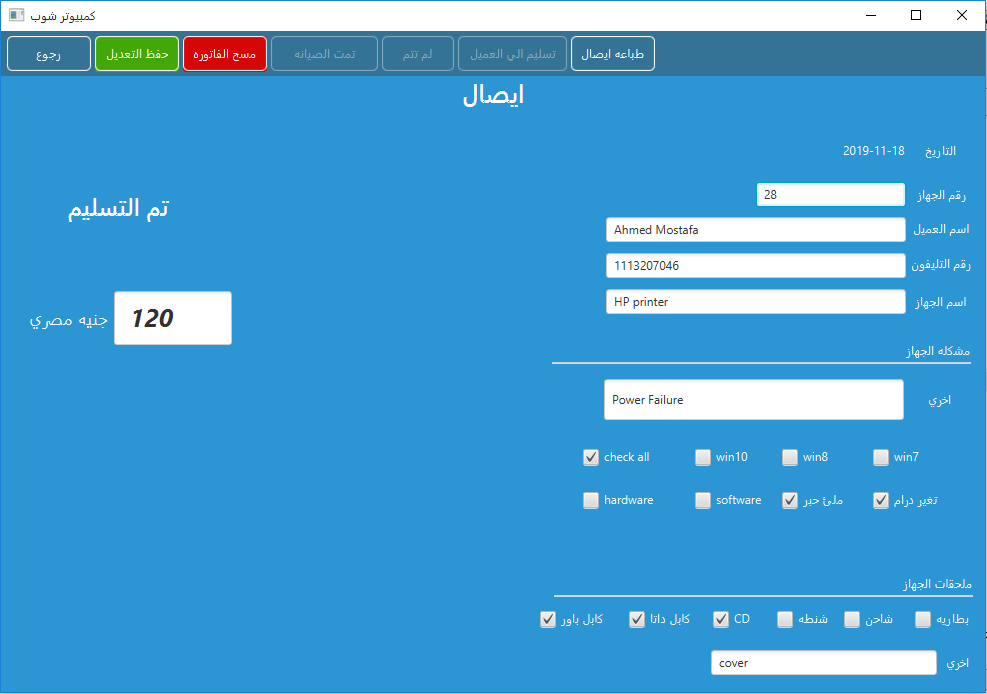 كمبيوتر شوب
رجوع
حفظ التعديل
مسح الفاتوره
تمت الصيانه
لم تتم
تسليم الي العميل
طباعه ايصال
ايصال
التاريخ 2019-11-18
رقم الجهاز 28
تم التسليم
اسم العميل Ahmed Mostafa
رقم التليفون 1113207046
اسم الجهاز HP printer
120 جنيه مصري
مشكله الجهاز
اخري Power Failure
check all win10 win8 win7
hardware software ملئ حبر تغير درام
ملحقات الجهاز
بطاريه شاحن شنطه CD كابل داتا كابل باور
اخري cover